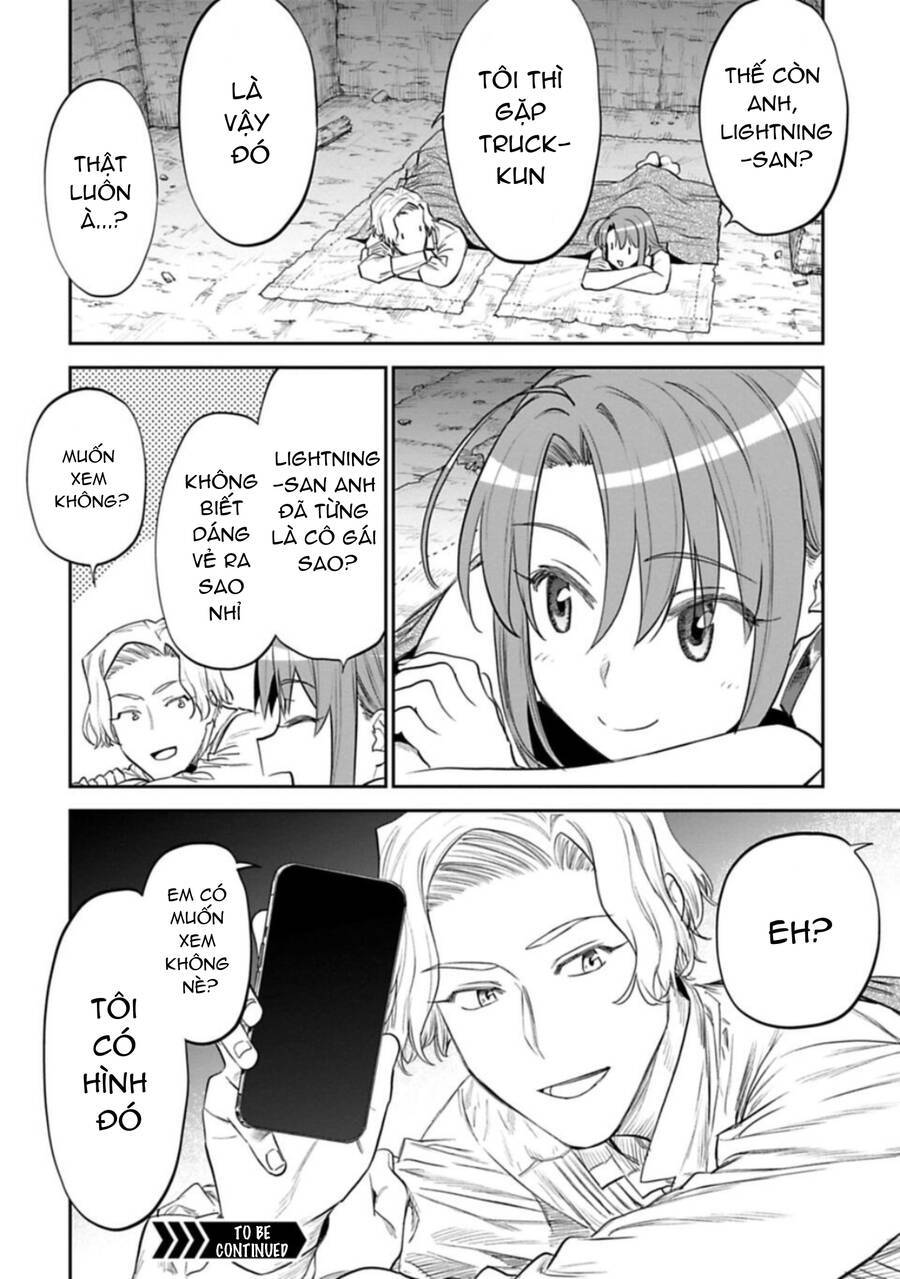 THẾ CÒN
ANH,
LIGHTNING
-SAN?
TÔI THÌ
GẶP
TRUCK-
KUN
LÀ
VẬY
ĐÓ
THẬT
LUÔN
À...?
LIGHTNING
-SAN ANH
ĐÃ TỪNG
LÀ CÔ GÁI
SAO?
KHÔNG
BIẾT
DÁNG
VẺ RA
SAO
NHỈ
MUỐN
XEM
KHÔNG?
EH?
EM CÓ
MUỐN
XEM
KHÔNG
NÈ?
TÔI
CÓ
HÌNH
ĐÓ
TO BE
CONTINUED